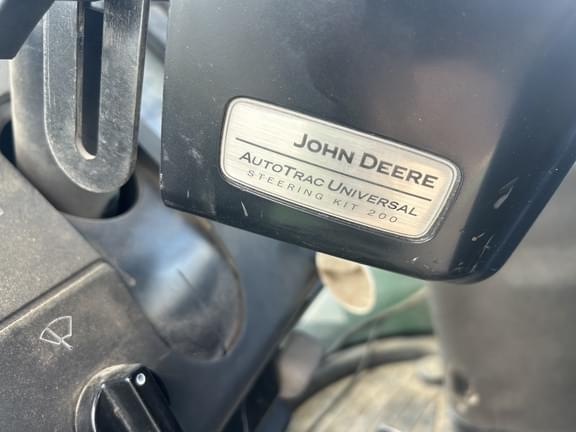 JOHN DEERE
AUTOTRAC UNIVERSAL
STEERING KIT 200